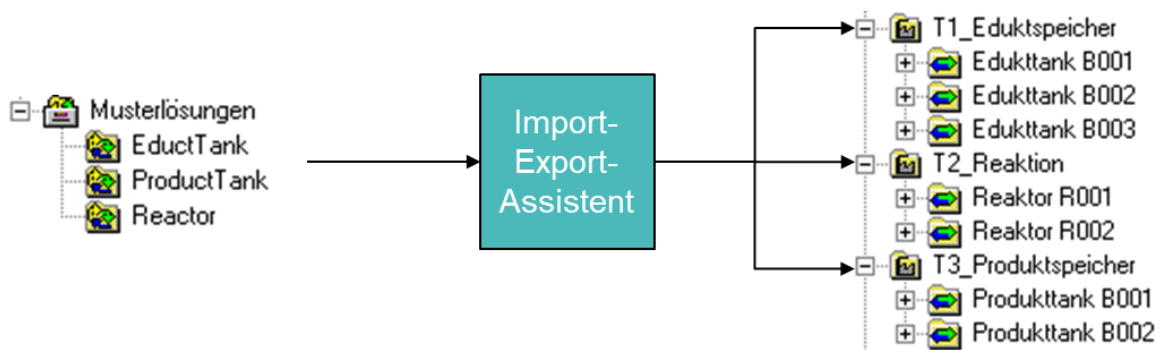 Musterlösungen
EductTank
ProductTank
Reactor
Import-
Export-
Assistent
T1_Eduktspeicher
Edukttank B001
Edukttank B002
Edukttank B003
T2_Reaktion
Reaktor R001
Reaktor R002
T3_Produktspeicher
Produkttank B001
Produkttank B002